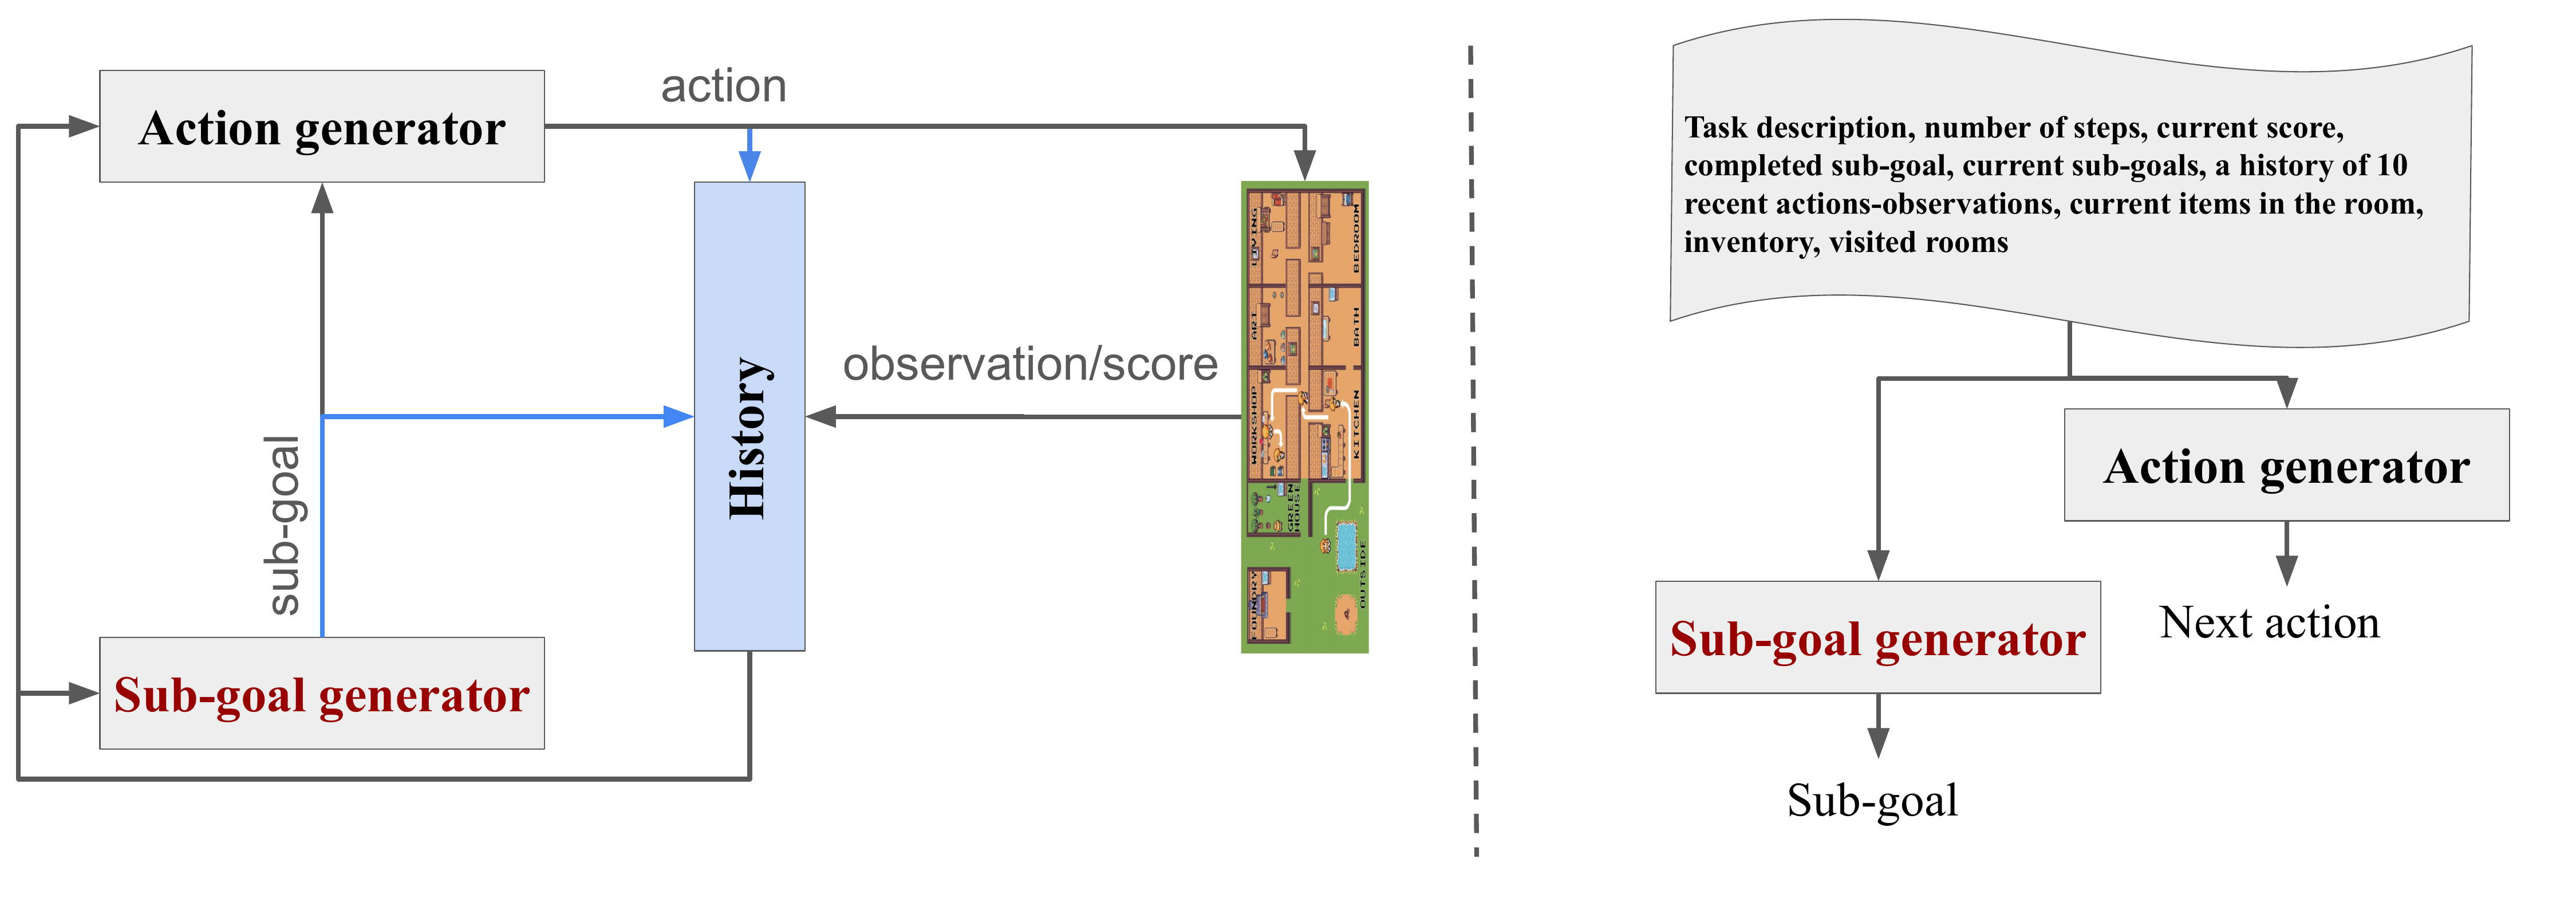 action
Action generator
History
observation/score
sub-goal
Sub-goal generator
LIVING
BEDROOM
ART
BATH
WORKSHOP
KITCHEN
GREEN
HOUSE
FOUNDRY
OUTSIDE
Task description, number of steps, current score,
completed sub-goal, current sub-goals, a history of 10
recent actions-observations, current items in the room,
inventory, visited rooms
Action generator
Next action
Sub-goal generator
Sub-goal